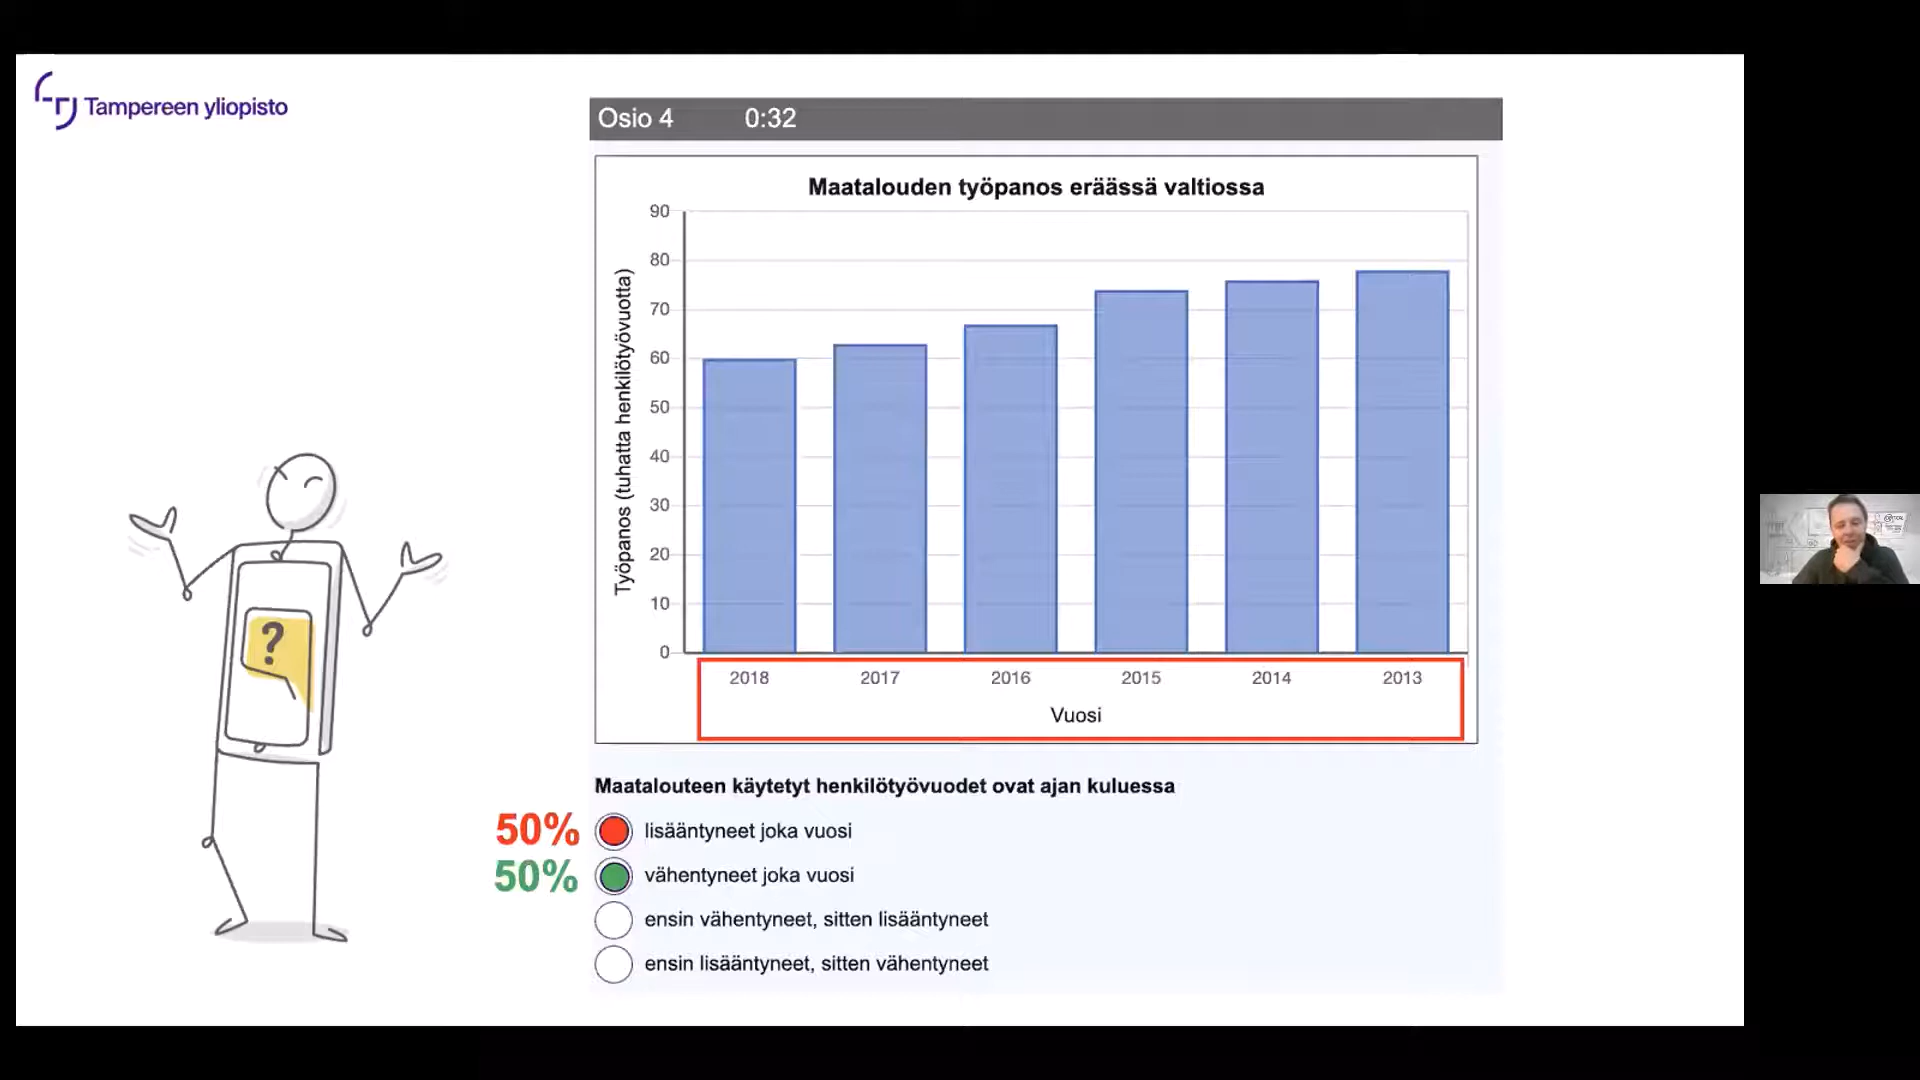 Tampereen yliopisto
Osio 4 0:32
Maatalouden työpanos eräässä valtiossa
Työpanos (tuhatta henkilötyövuotta)
90
80
70
60
50
40
30
20
10
0
2018 2017 2016 2015 2014 2013
Vuosi
?
Maatalouteen käytetyt henkilötyövuodet ovat ajan kuluessa
50% lisääntyneet joka vuosi
50% vähentyneet joka vuosi
ensin vähentyneet, sitten lisääntyneet
ensin lisääntyneet, sitten vähentyneet